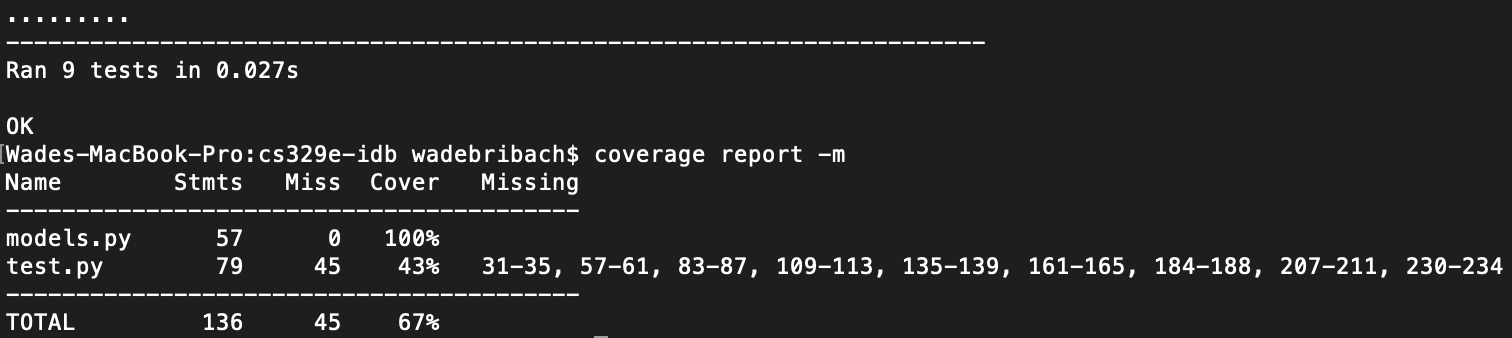 .........
----------------------------------------------------------------------
Ran 9 tests in 0.027s
OK
[Wades-MacBook-Pro:cs329e-idb wadebribach$ coverage report -m
Name        Stmts   Miss  Cover   Missing
-----------------------------------------
models.py      57      0   100%
test.py        79     45    43%   31-35, 57-61, 83-87, 109-113, 135-139, 161-165, 184-188, 207-211, 230-234
-----------------------------------------
TOTAL         136     45    67%